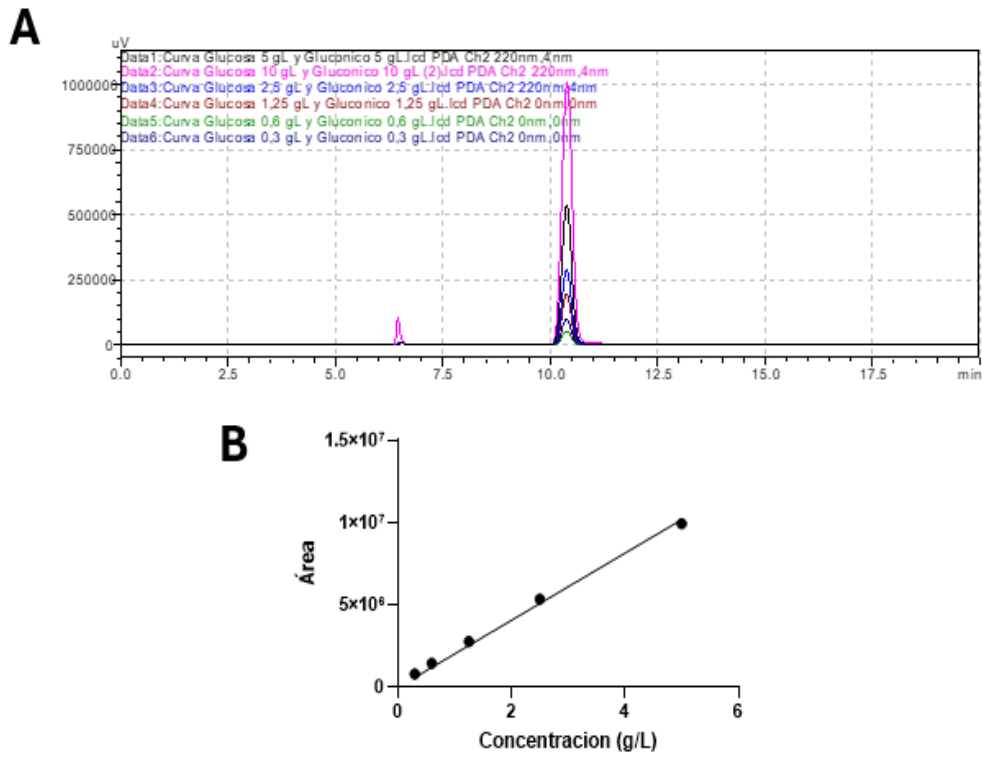 A
uV
Data1:Curva Glucosa 5 gL y Gluconico 5 gL.lcd PDA Ch2 220nm,4nm
Data2:Curva Glucosa 10 gL y Gluconico 10 gL (2).lcd PDA Ch2 220nm,4nm
1000000
Data3:Curva Glucosa 2,5 gL y Gluconico 2,5 gL.lcd PDA Ch2 220nm,4nm
Data4:Curva Glucosa 1,25 gL y Gluconico 1,25 gL.lcd PDA Ch2 0nm,0nm
Data5:Curva Glucosa 0,6 gL y Gluconico 0,6 gL.lcd PDA Ch2 0nm,0nm
Data6:Curva Glucosa 0,3 gL y Gluconico 0,3 gL.lcd PDA Ch2 0nm,0nm
750000
500000
250000
0
0.0 2.5 5.0 7.5 10.0 12.5 15.0 17.5 min
B
1.5×10⁷
1×10⁷
5×10⁶
0
Área
0 2 4 6
Concentracion (g/L)